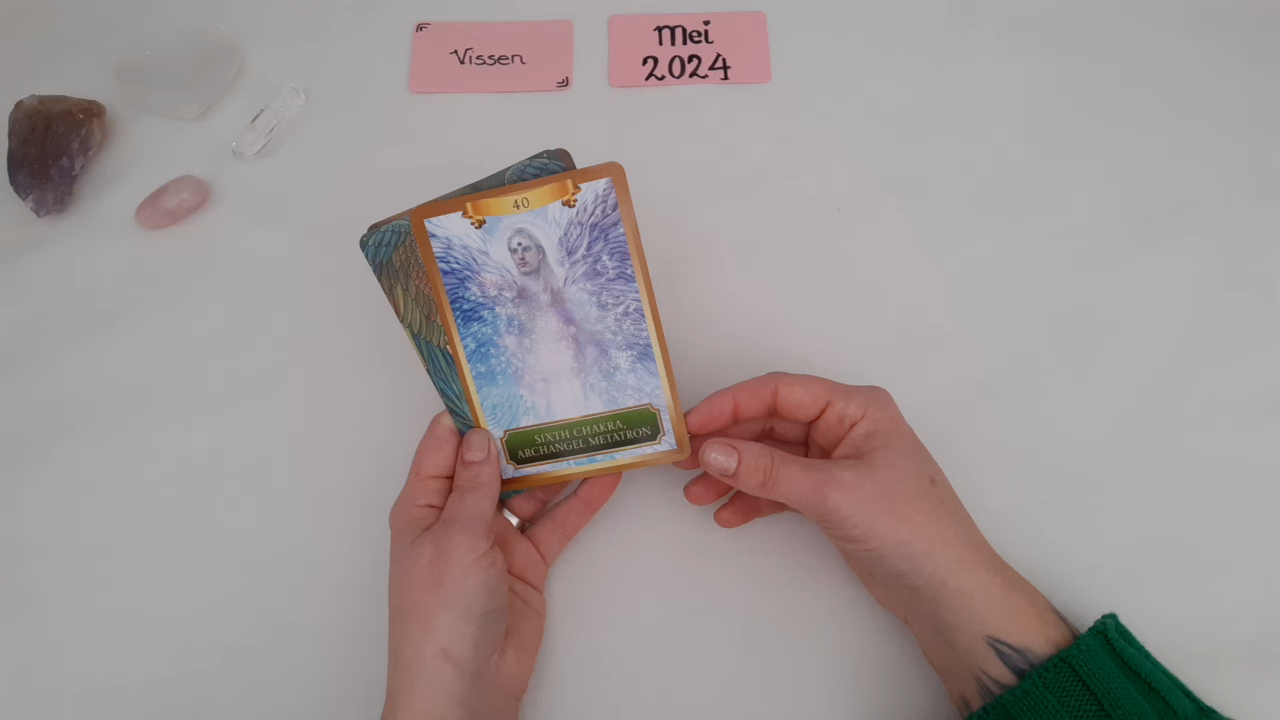 Vissen
Mei
2024
40
SIXTH CHAKRA,
ARCHANGEL METATRON